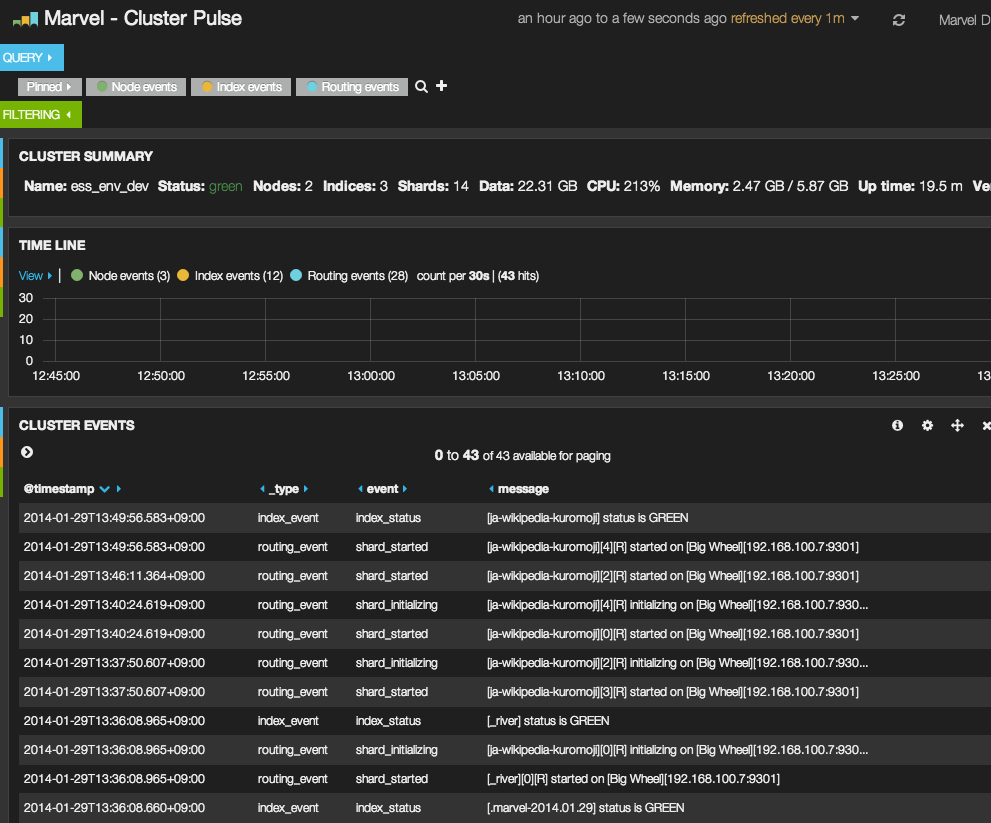 Marvel - Cluster Pulse an hour ago to a few seconds ago refreshed every 1m Marvel D
QUERY
Pinned Node events Index events Routing events
FILTERING
CLUSTER SUMMARY
Name: ess_env_dev Status: green Nodes: 2 Indices: 3 Shards: 14 Data: 22.31 GB CPU: 213% Memory: 2.47 GB / 5.87 GB Up time: 19.5 m Ve
TIME LINE
View | Node events (3) Index events (12) Routing events (28) count per 30s | (43 hits)
30
20
10
0
12:45:00 12:50:00 12:55:00 13:00:00 13:05:00 13:10:00 13:15:00 13:20:00 13:25:00 13
CLUSTER EVENTS
0 to 43 of 43 available for paging
@timestamp _type event message
2014-01-29T13:49:56.583+09:00 index_event index_status [ja-wikipedia-kuromoji] status is GREEN
2014-01-29T13:49:56.583+09:00 routing_event shard_started [ja-wikipedia-kuromoji][4][R] started on [Big Wheel][192.168.100.7:9301]
2014-01-29T13:46:11.364+09:00 routing_event shard_started [ja-wikipedia-kuromoji][2][R] started on [Big Wheel][192.168.100.7:9301]
2014-01-29T13:40:24.619+09:00 routing_event shard_initializing [ja-wikipedia-kuromoji][4][R] initializing on [Big Wheel][192.168.100.7:930...
2014-01-29T13:40:24.619+09:00 routing_event shard_started [ja-wikipedia-kuromoji][0][R] started on [Big Wheel][192.168.100.7:9301]
2014-01-29T13:37:50.607+09:00 routing_event shard_initializing [ja-wikipedia-kuromoji][2][R] initializing on [Big Wheel][192.168.100.7:930...
2014-01-29T13:37:50.607+09:00 routing_event shard_started [ja-wikipedia-kuromoji][3][R] started on [Big Wheel][192.168.100.7:9301]
2014-01-29T13:36:08.965+09:00 index_event index_status [_river] status is GREEN
2014-01-29T13:36:08.965+09:00 routing_event shard_initializing [ja-wikipedia-kuromoji][0][R] initializing on [Big Wheel][192.168.100.7:930...
2014-01-29T13:36:08.965+09:00 routing_event shard_started [_river][0][R] started on [Big Wheel][192.168.100.7:9301]
2014-01-29T13:36:08.660+09:00 index_event index_status [.marvel-2014.01.29] status is GREEN